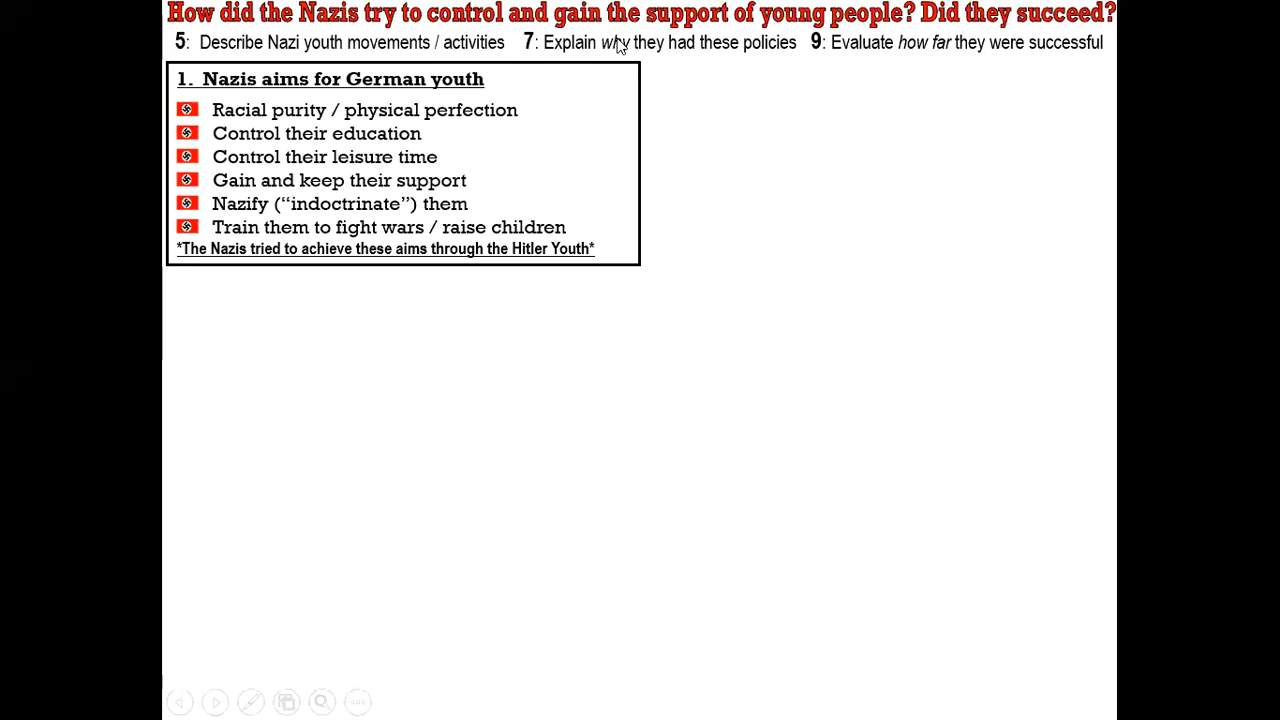 How did the Nazis try to control and gain the support of young people? Did they succeed?
5: Describe Nazi youth movements / activities 7: Explain why they had these policies 9: Evaluate how far they were successful
1. Nazis aims for German youth
Racial purity / physical perfection
Control their education
Control their leisure time
Gain and keep their support
Nazify (“indoctrinate”) them
Train them to fight wars / raise children
*The Nazis tried to achieve these aims through the Hitler Youth*